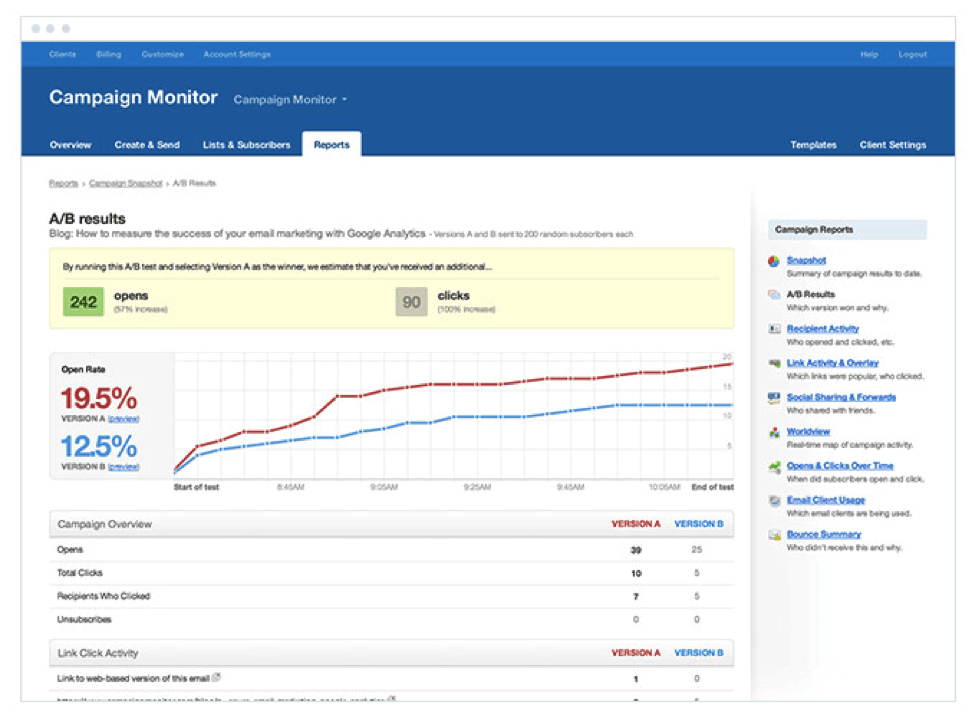 Clients Billing Customize Account Settings Help Logout
Campaign Monitor Campaign Monitor
Overview Create & Send Lists & Subscribers Reports Templates Client Settings
Reports › Campaign Snapshot › A/B Results
A/B results
Blog: How to measure the success of your email marketing with Google Analytics - Versions A and B sent to 200 random subscribers each
By running this A/B test and selecting Version A as the winner, we estimate that you've received an additional...
242 opens
(57% increase)
90 clicks
(100% increase)
Open Rate
19.5%
VERSION A (preview)
12.5%
VERSION B (preview)
20
15
10
5
Start of test 8:45AM 9:05AM 9:25AM 9:45AM 10:05AM End of test
Campaign Overview VERSION A VERSION B
Opens 39 25
Total Clicks 10 5
Recipients Who Clicked 7 5
Unsubscribes 0 0
Link Click Activity VERSION A VERSION B
Link to web-based version of this email 1 0
Campaign Reports
Snapshot
Summary of campaign results to date.
A/B Results
Which version won and why.
Recipient Activity
Who opened and clicked, etc.
Link Activity & Overlay
Which links were popular, who clicked.
Social Sharing & Forwards
Who shared with friends.
Worldview
Real-time map of campaign activity.
Opens & Clicks Over Time
When did subscribers open and click.
Email Client Usage
Which email clients are being used.
Bounce Summary
Who didn't receive this and why.